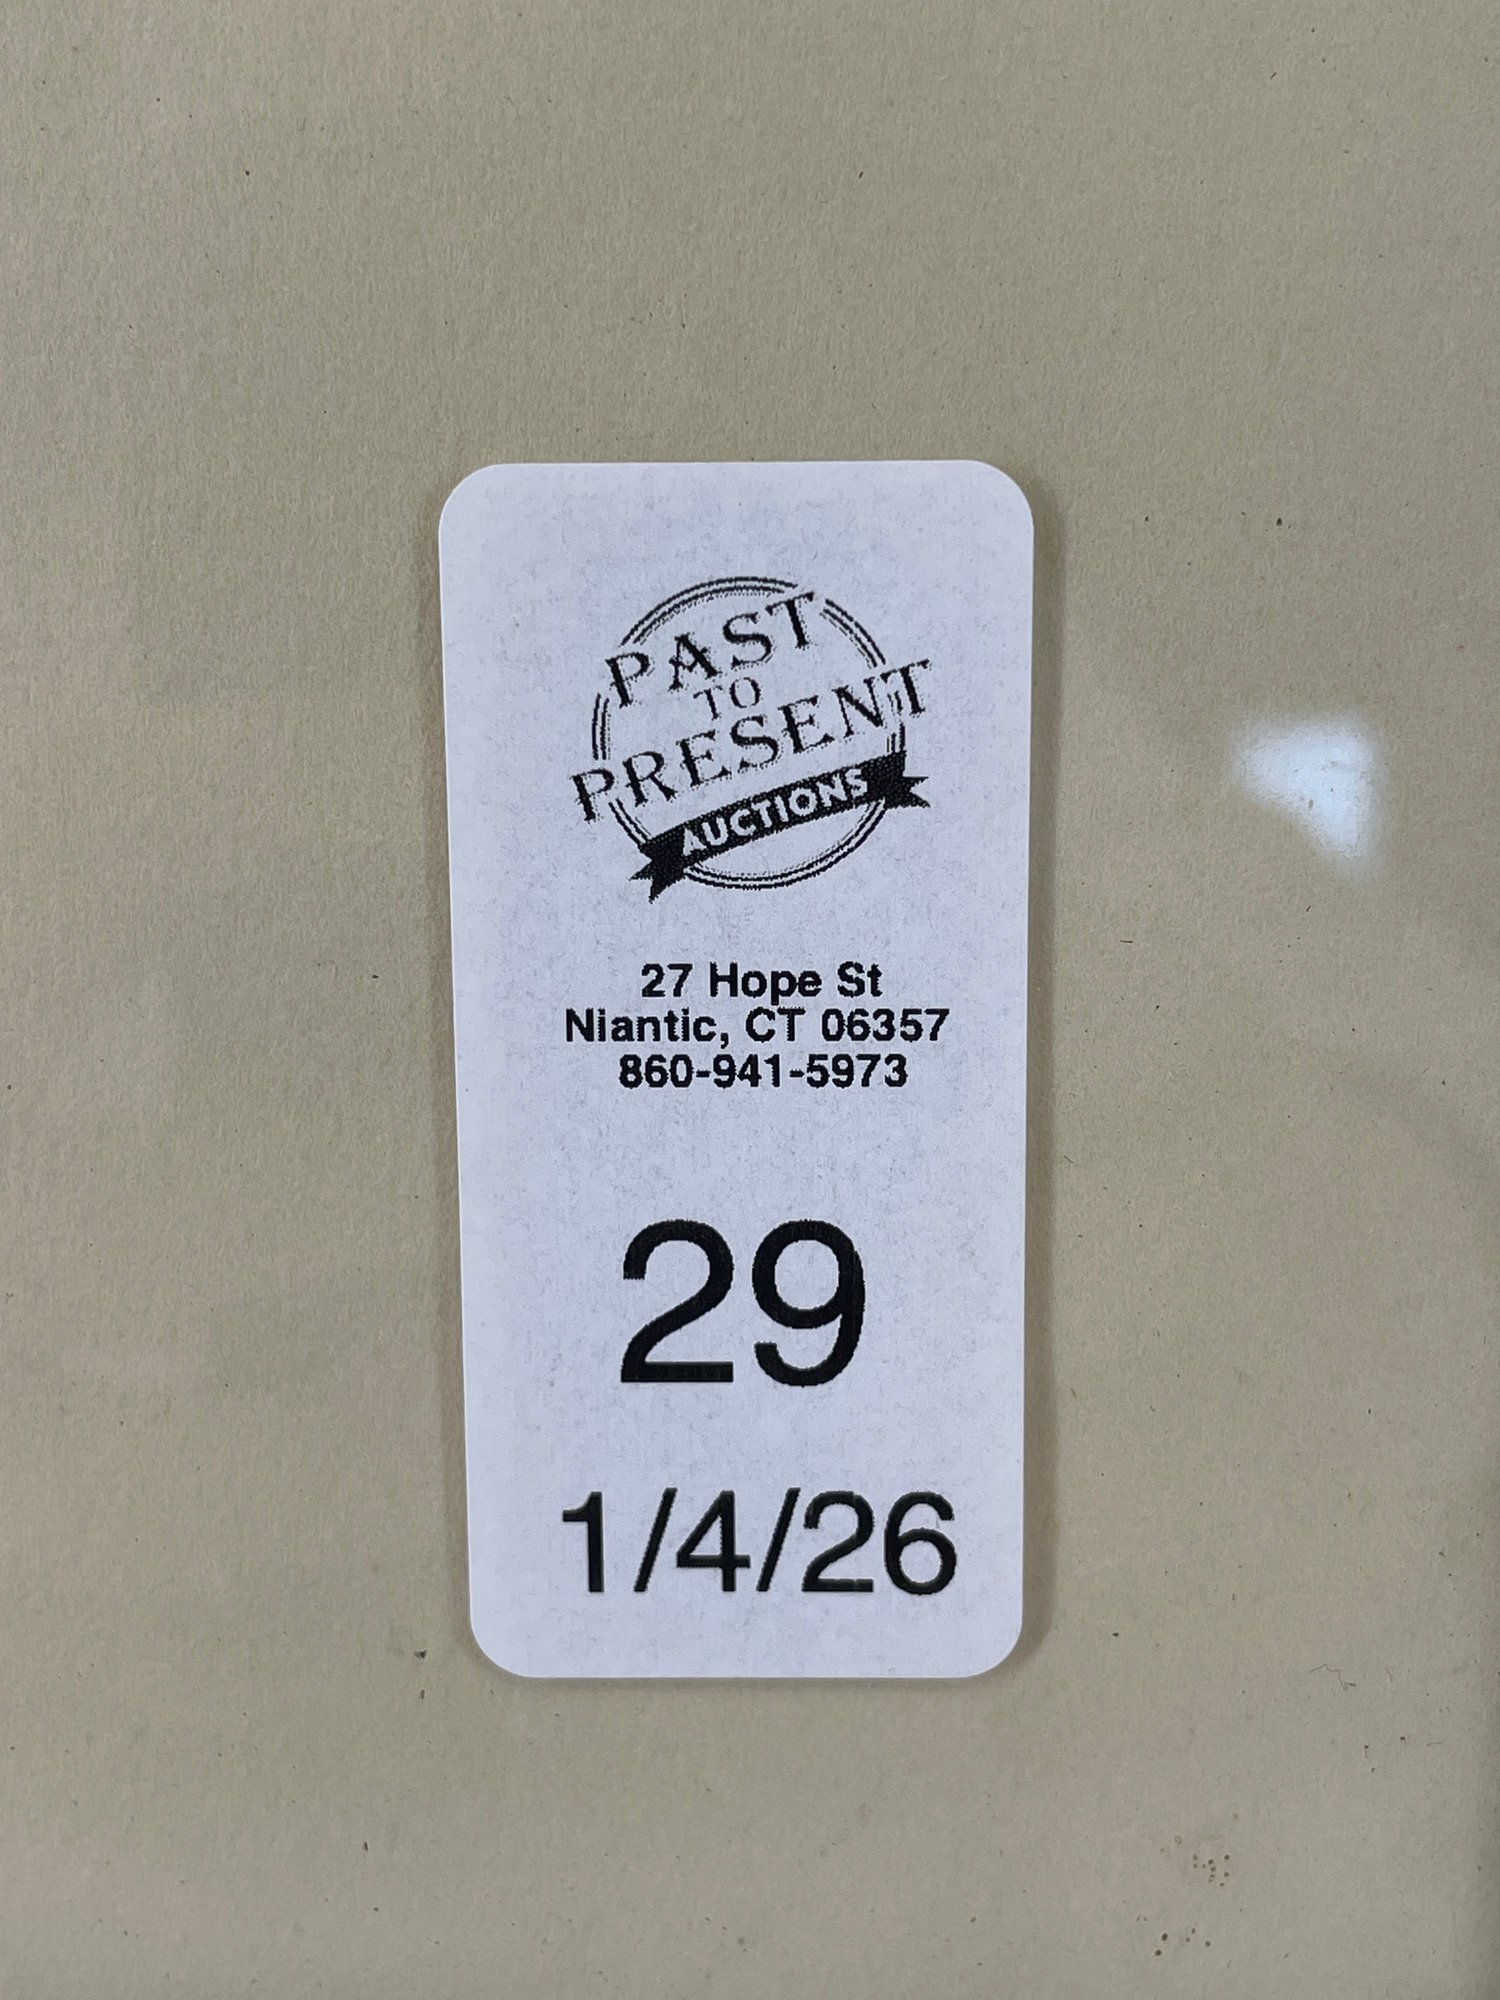 PAST
TO
PRESENT
AUCTIONS
27 Hope St
Niantic, CT 06357
860-941-5973
29
1/4/26